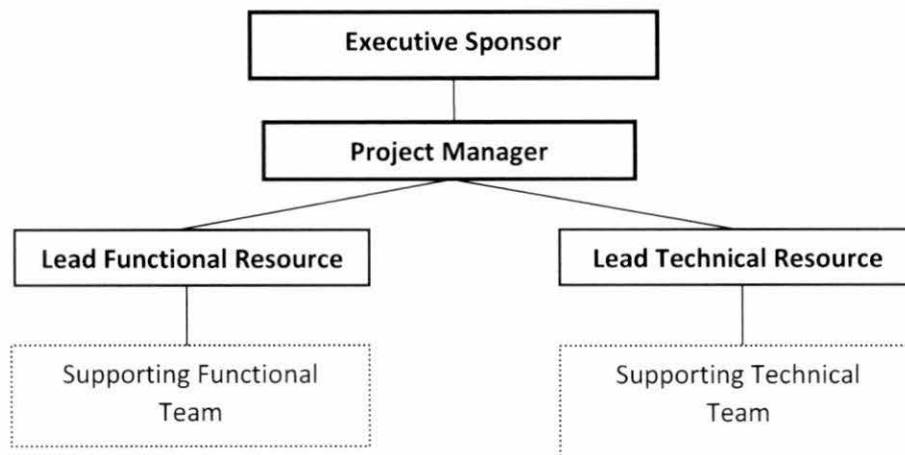 Executive Sponsor
Project Manager
Lead Functional Resource
Lead Technical Resource
Supporting Functional
Team
Supporting Technical
Team